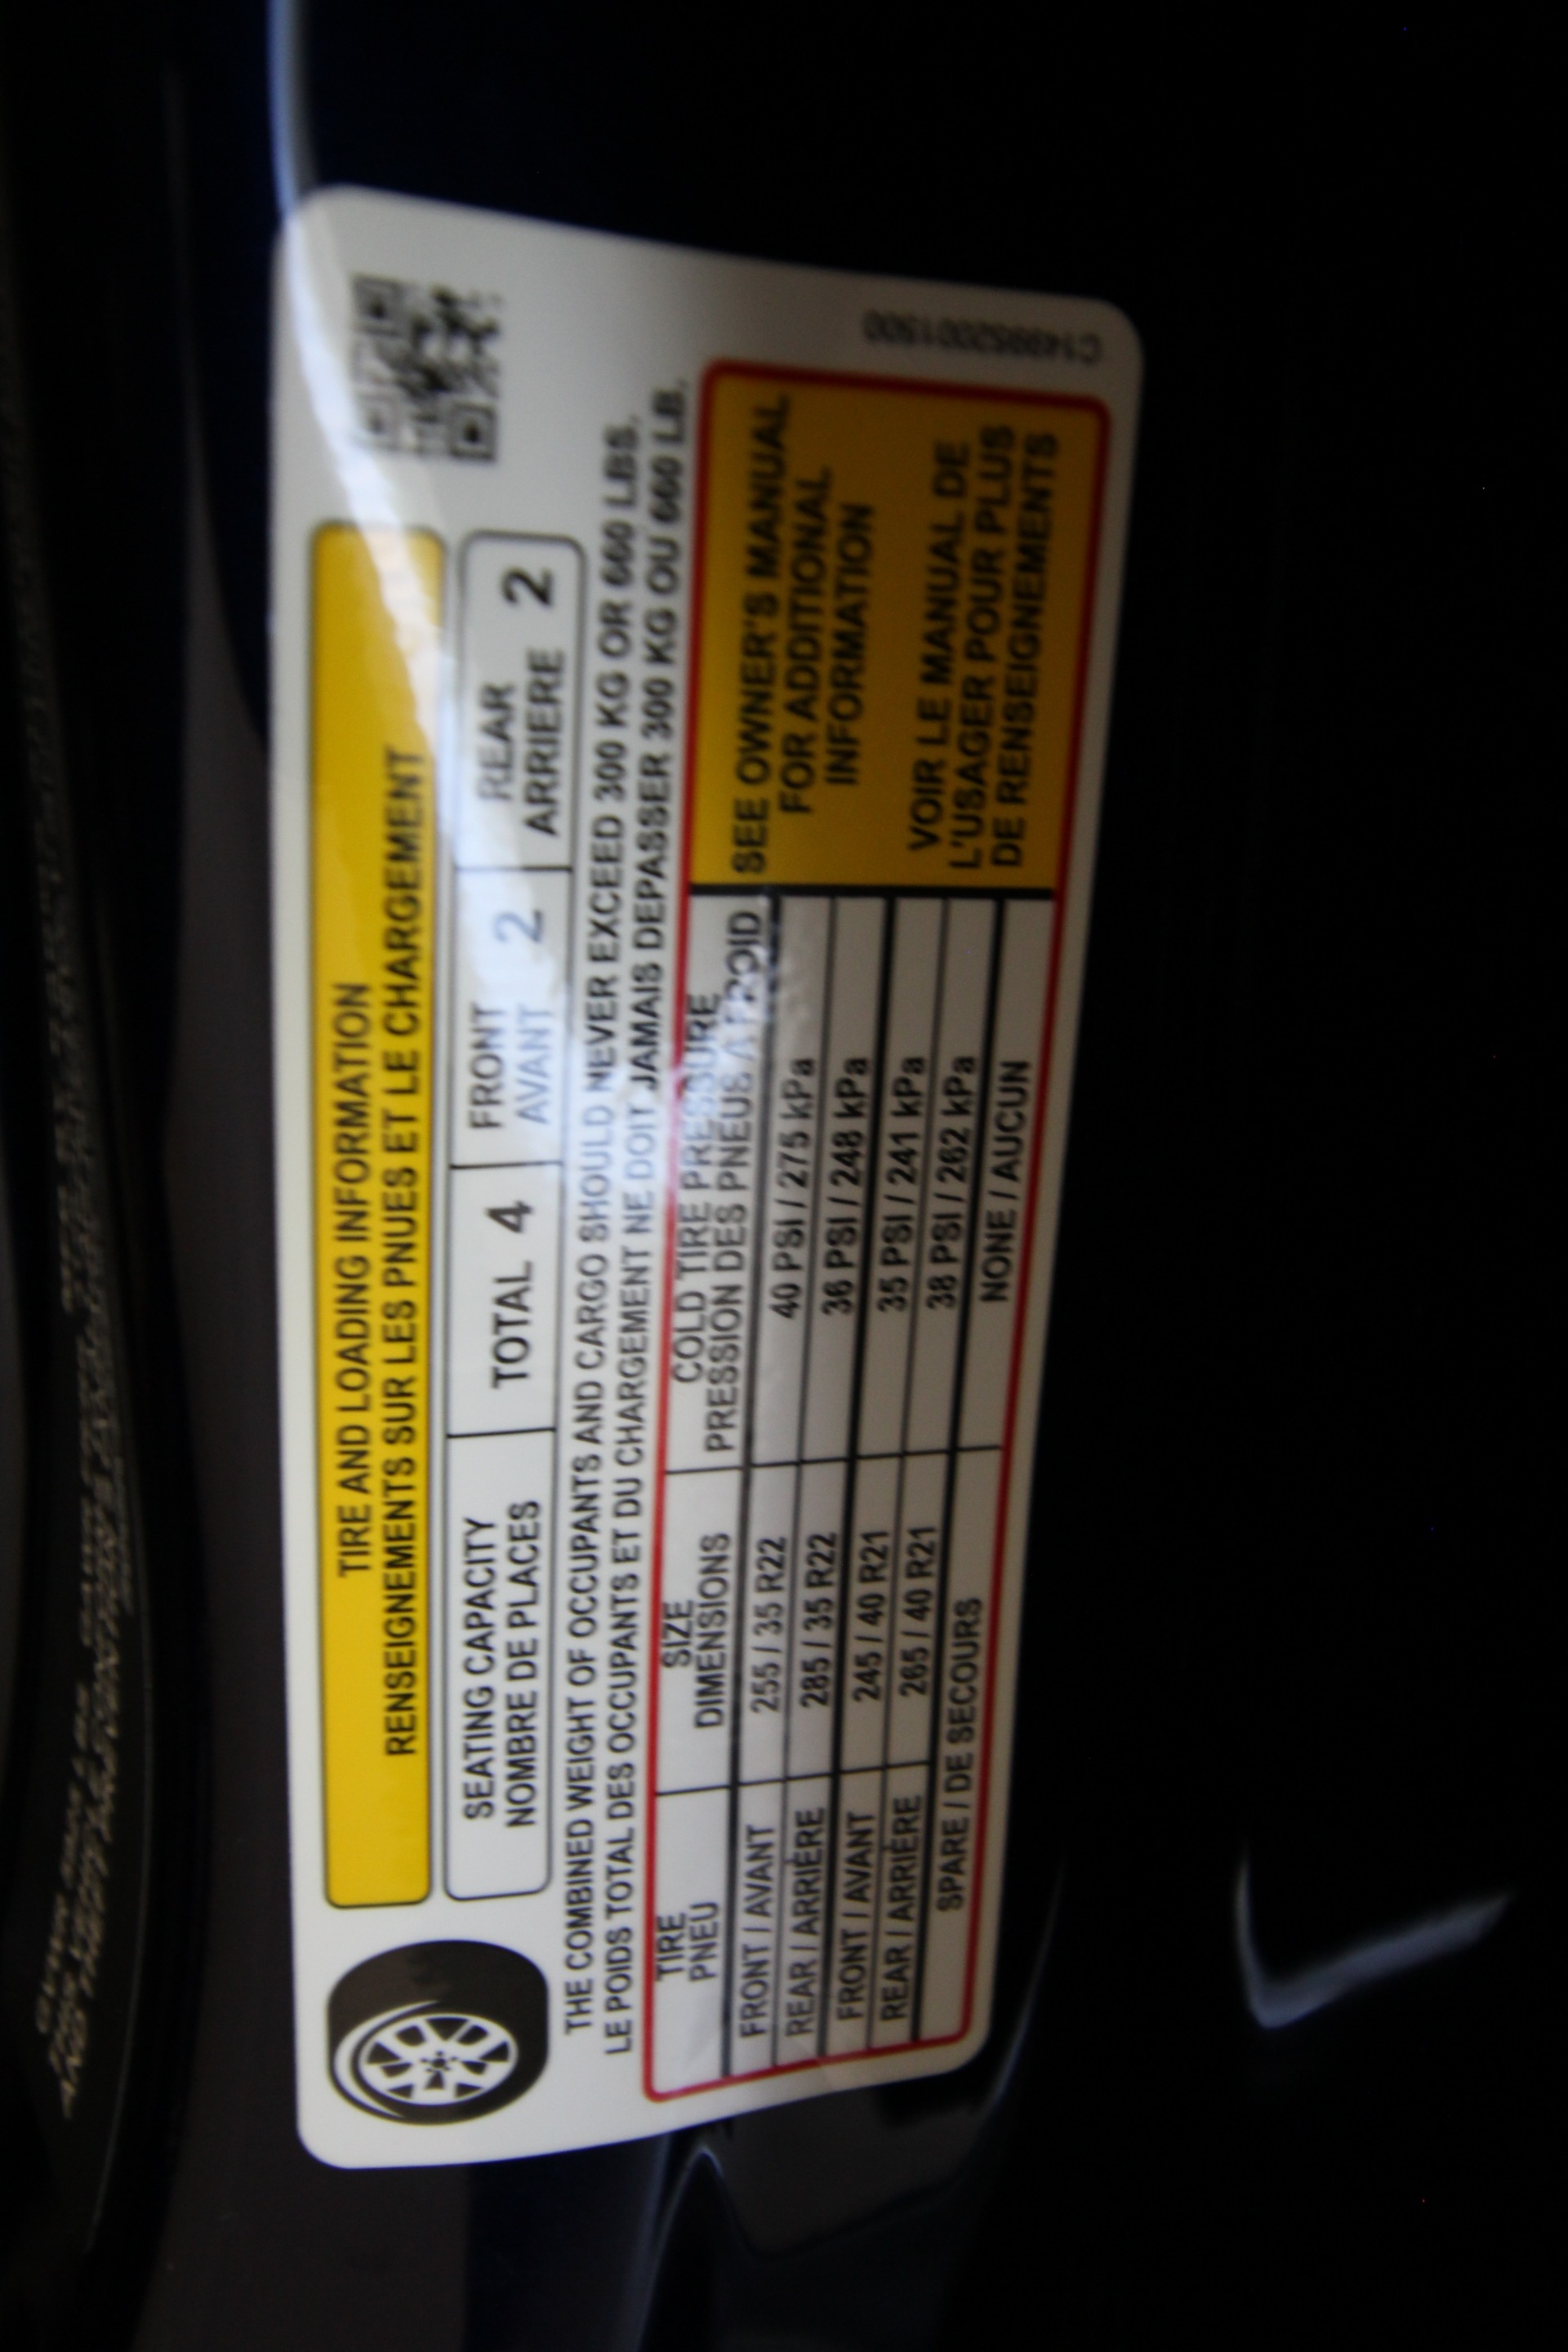 TIRE AND LOADING INFORMATION
RENSEIGNEMENTS SUR LES PNUES ET LE CHARGEMENT
SEATING CAPACITY
NOMBRE DE PLACES
TOTAL 4
FRONT
AVANT 2
REAR
ARRIERE 2
THE COMBINED WEIGHT OF OCCUPANTS AND CARGO SHOULD NEVER EXCEED 300 KG OR 660 LBS.
LE POIDS TOTAL DES OCCUPANTS ET DU CHARGEMENT NE DOIT JAMAIS DEPASSER 300 KG OU 660 LB.
TIRE
PNEU
SIZE
DIMENSIONS
COLD TIRE PRESSURE
PRESSION DES PNEUS A FROID
FRONT / AVANT 255 / 35 R22 40 PSI / 275 kPa
REAR / ARRIÈRE 285 / 35 R22 36 PSI / 248 kPa
FRONT / AVANT 245 / 40 R21 35 PSI / 241 kPa
REAR / ARRIÈRE 265 / 40 R21 38 PSI / 262 kPa
SPARE / DE SECOURS NONE / AUCUN
SEE OWNER'S MANUAL
FOR ADDITIONAL
INFORMATION
VOIR LE MANUAL DE
L'USAGER POUR PLUS
DE RENSEIGNEMENTS